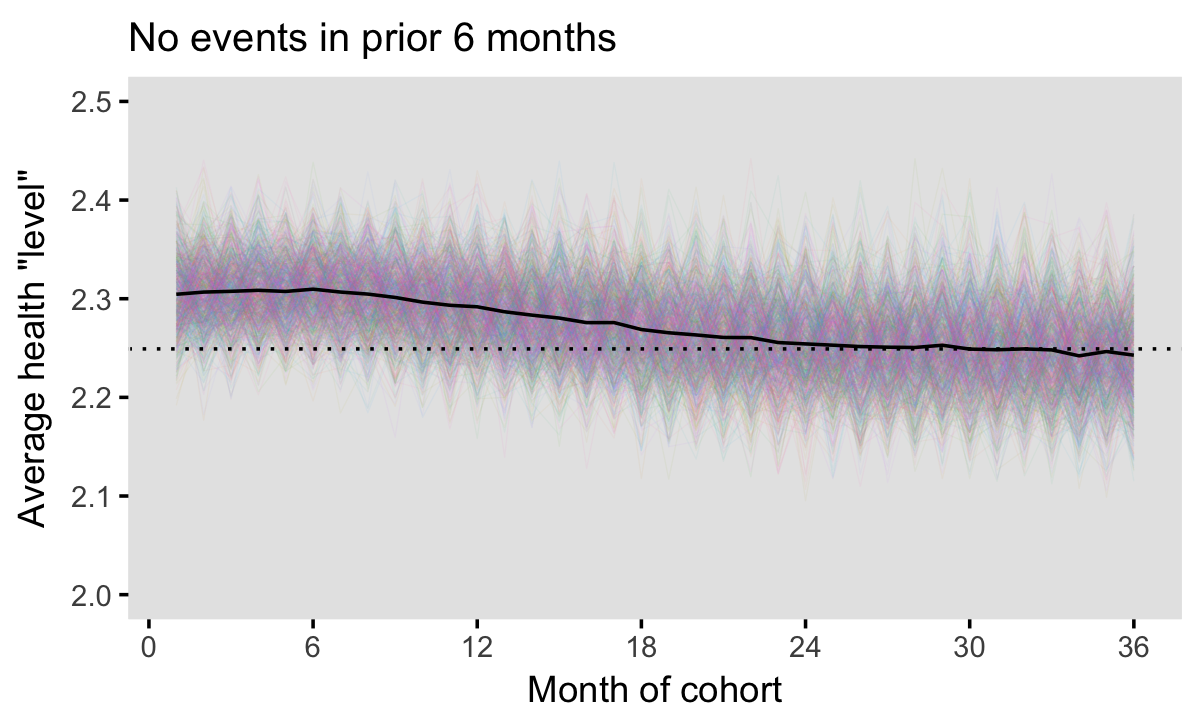 No events in prior 6 months
Average health "level"
2.5
2.4
2.3
2.2
2.1
2.0
0 6 12 18 24 30 36
Month of cohort